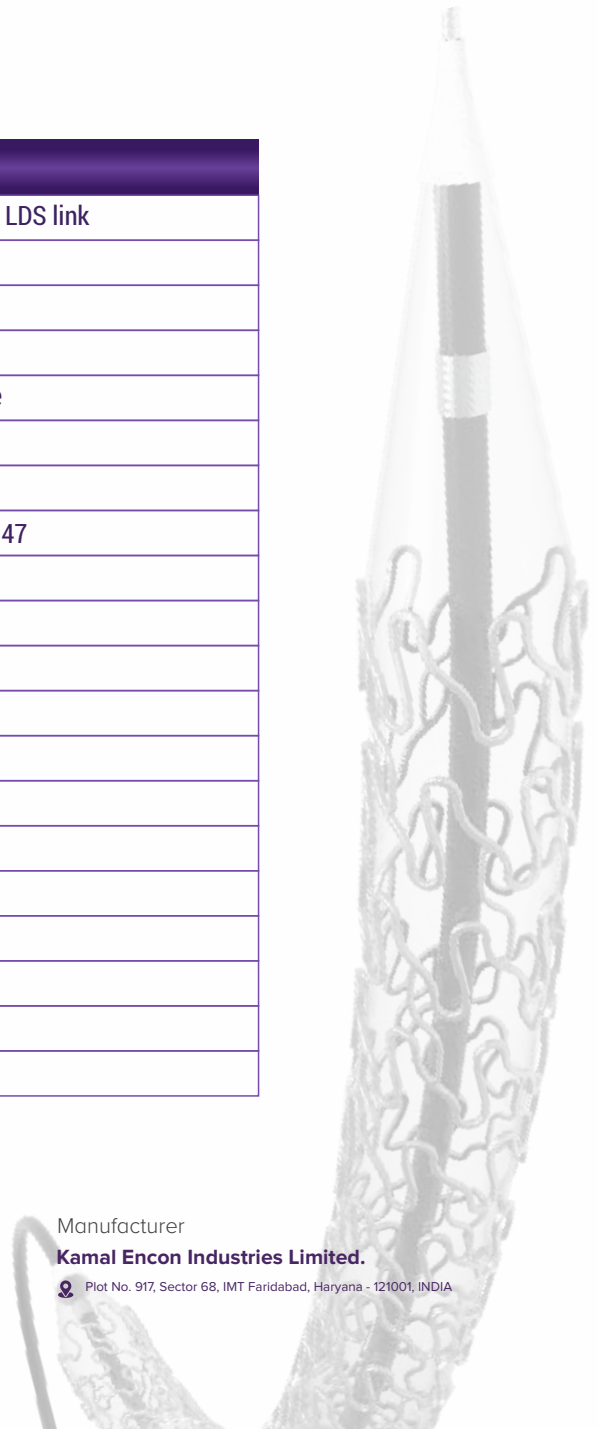 LDS link
e
47
Manufacturer
Kamal Encon Industries Limited.
Plot No. 917, Sector 68, IMT Faridabad, Haryana - 121001, INDIA